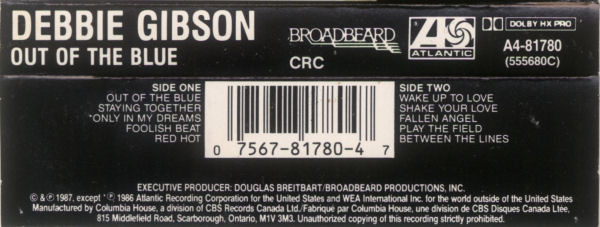 DEBBIE GIBSON
OUT OF THE BLUE
BROADBEARD
CRC
ATLANTIC
DOLBY HX PRO
A4-81780
(555680C)
SIDE ONE
OUT OF THE BLUE
STAYING TOGETHER
*ONLY IN MY DREAMS
FOOLISH BEAT
RED HOT
0 7567-81780-4 7
SIDE TWO
WAKE UP TO LOVE
SHAKE YOUR LOVE
FALLEN ANGEL
PLAY THE FIELD
BETWEEN THE LINES
EXECUTIVE PRODUCER: DOUGLAS BREITBART/BROADBEARD PRODUCTIONS, INC.
© & ℗ 1987, except *℗ 1986 Atlantic Recording Corporation for the United States and WEA International Inc. for the world outside of the United States
Manufactured by Columbia House, a division of CBS Records Canada Ltd./Fabriqué par Columbia House, une division de CBS Disques Canada Ltee,
815 Middlefield Road, Scarborough, Ontario, M1V 3M3. Unauthorized copying of this recording strictly prohibited.